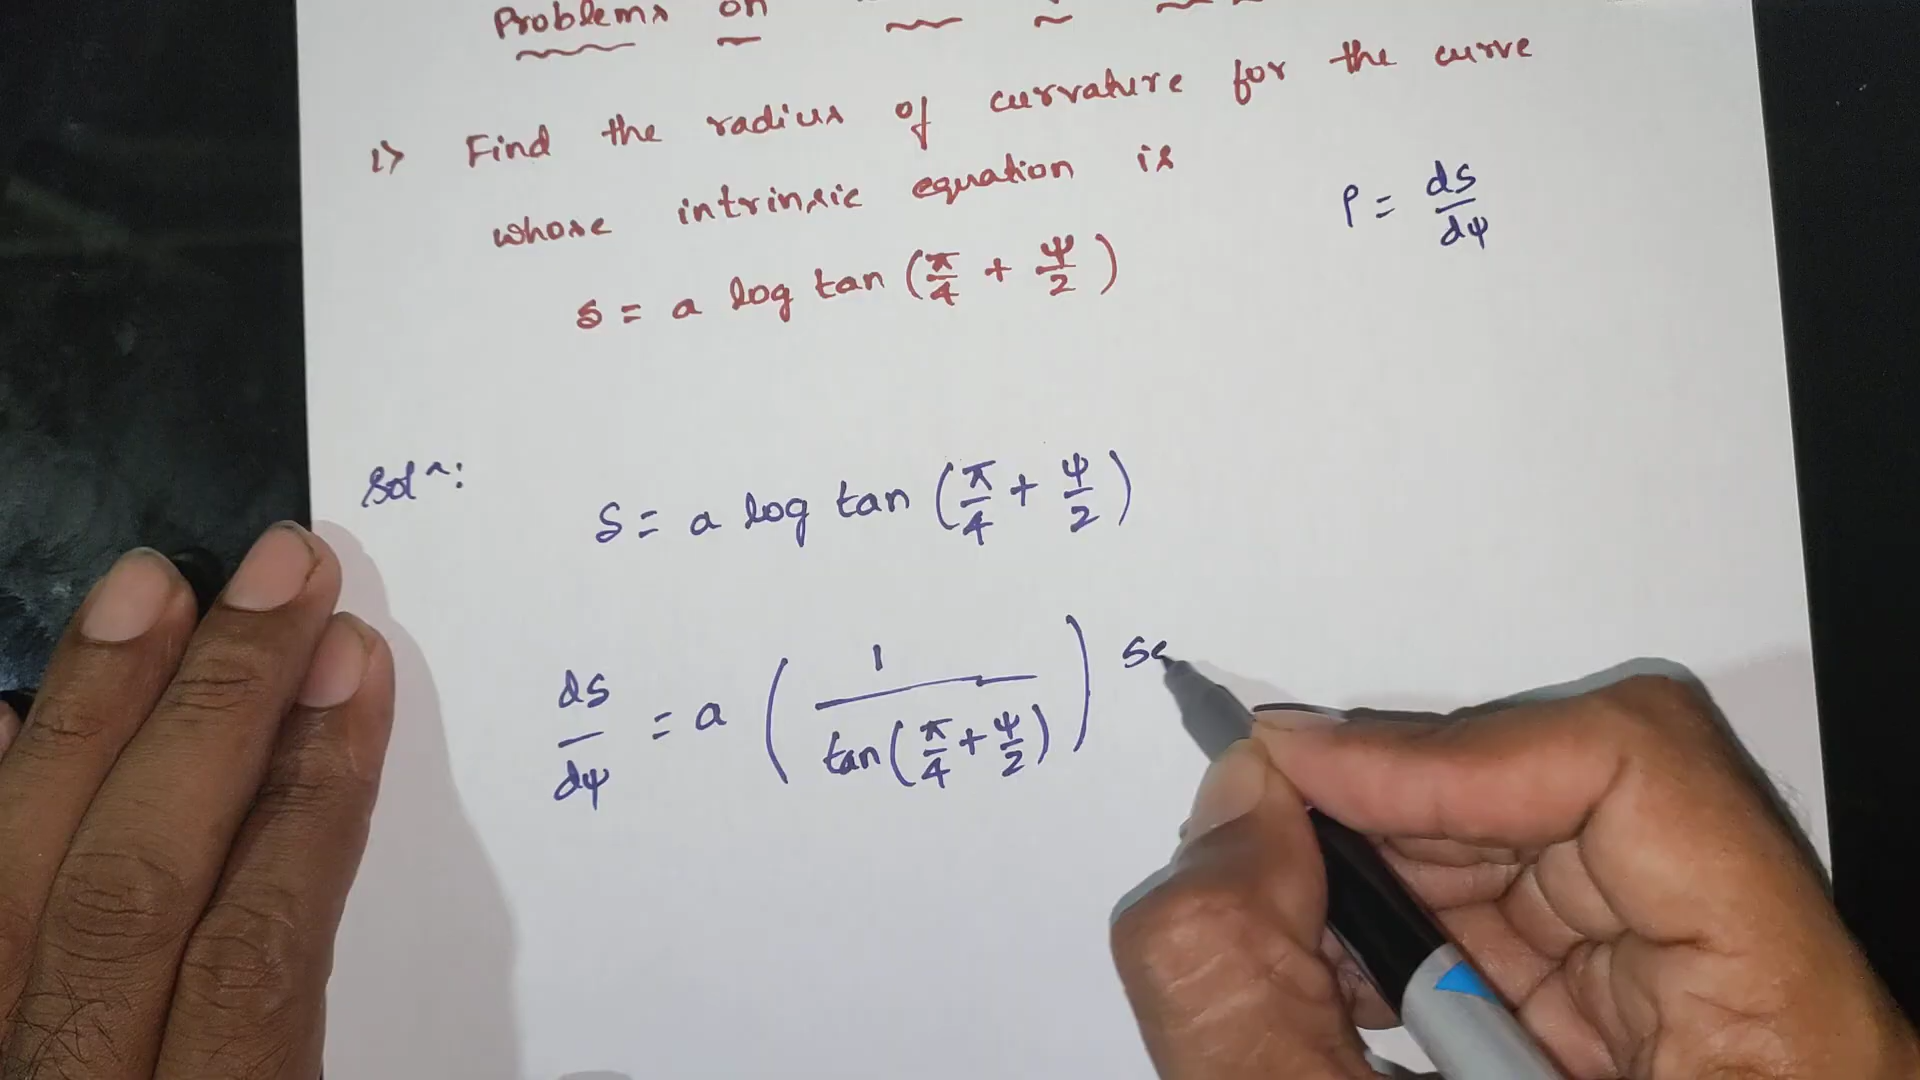 Problems on
1) Find the radius of curvature for the curve
whose intrinsic equation is
s = a log tan (π/4 + ψ/2)
ρ = ds/dψ
Solⁿ:
S = a log tan (π/4 + ψ/2)
ds/dψ = a (1/tan(π/4 + ψ/2)) se